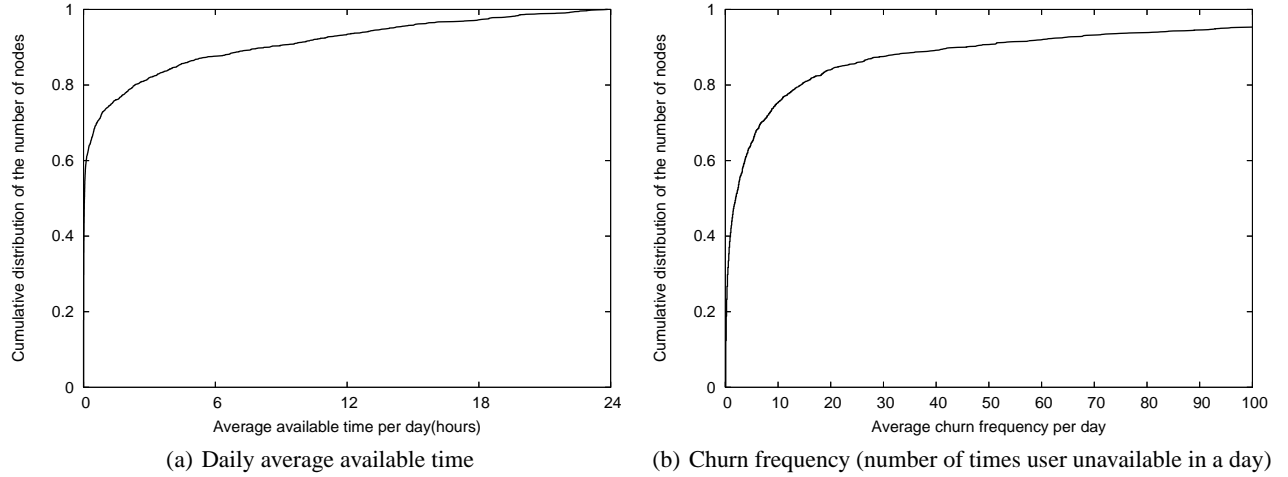 Cumulative distribution of the number of nodes
1
0.8
0.6
0.4
0.2
0
0 6 12 18 24
Average available time per day(hours)
(a) Daily average available time
Cumulative distribution of the number of nodes
1
0.8
0.6
0.4
0.2
0
0 10 20 30 40 50 60 70 80 90 100
Average churn frequency per day
(b) Churn frequency (number of times user unavailable in a day)